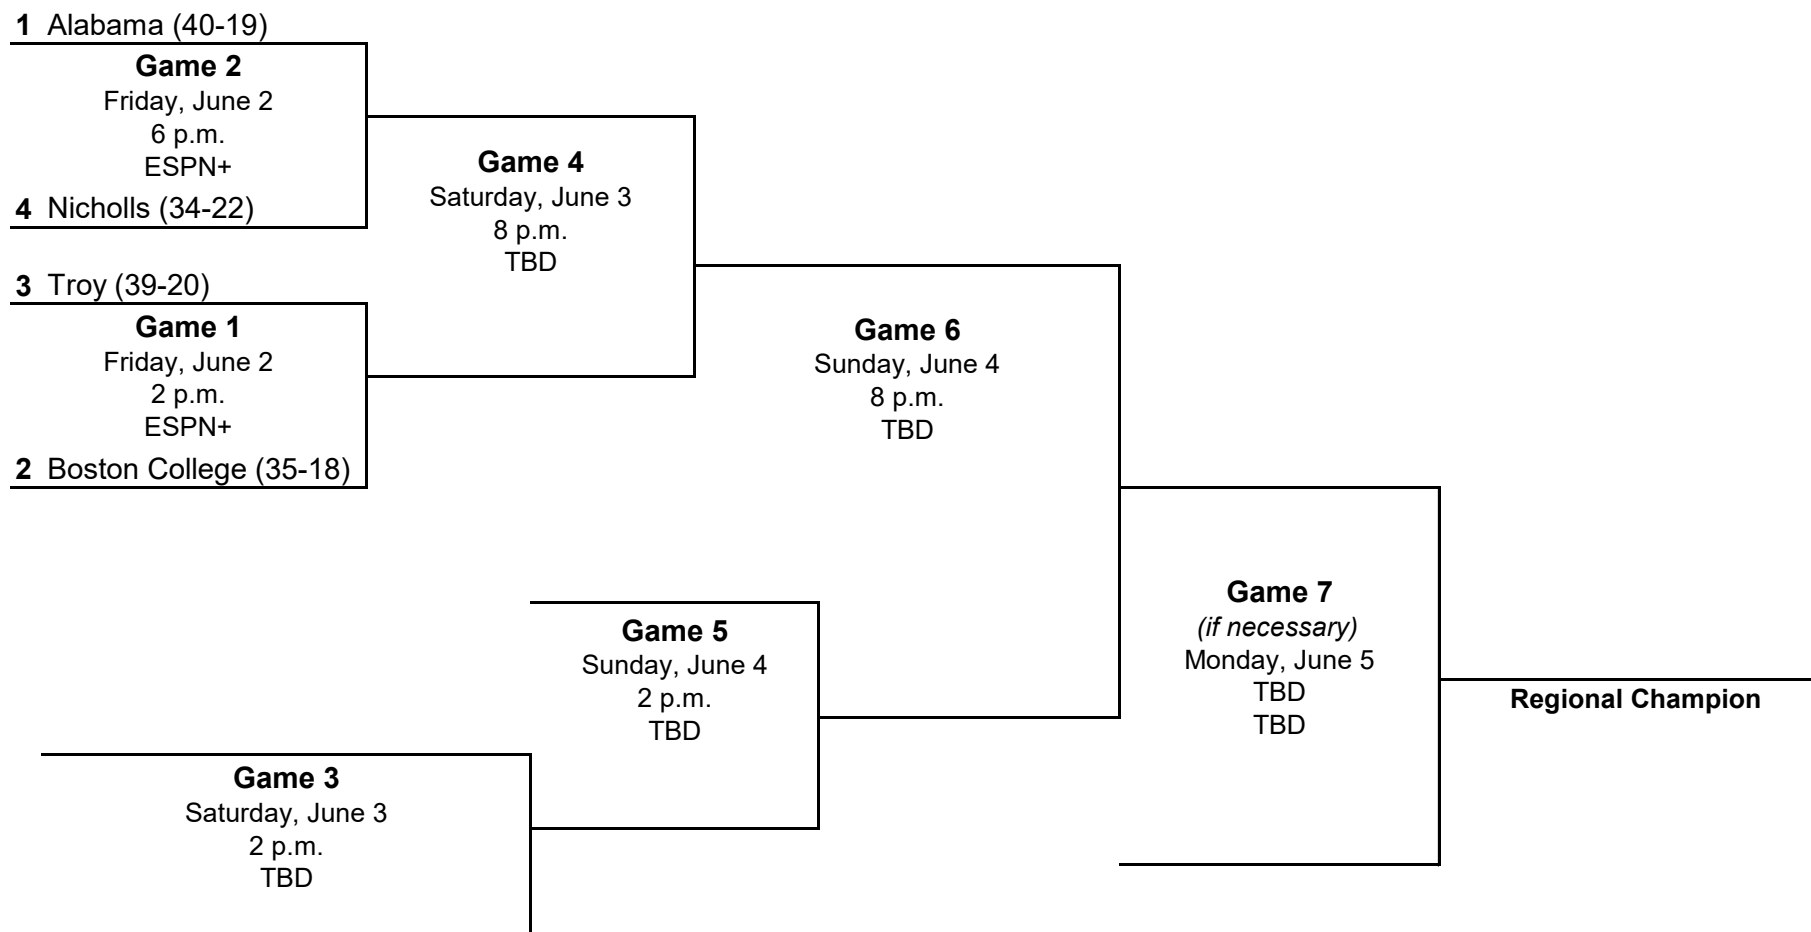 1 Alabama (40-19)
Game 2
Friday, June 2
6 p.m.
ESPN+
4 Nicholls (34-22)
3 Troy (39-20)
Game 1
Friday, June 2
2 p.m.
ESPN+
2 Boston College (35-18)
Game 4
Saturday, June 3
8 p.m.
TBD
Game 6
Sunday, June 4
8 p.m.
TBD
Game 5
Sunday, June 4
2 p.m.
TBD
Game 3
Saturday, June 3
2 p.m.
TBD
Game 7
(if necessary)
Monday, June 5
TBD
TBD
Regional Champion